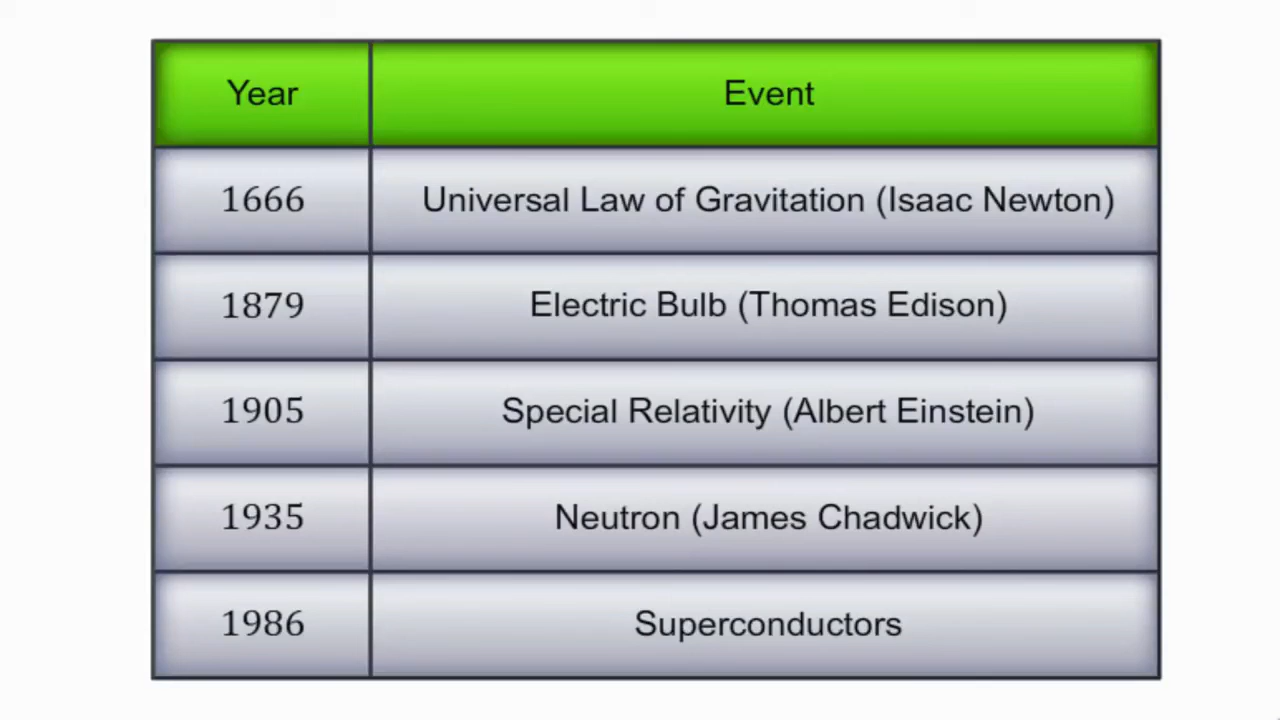 Year Event
1666 Universal Law of Gravitation (Isaac Newton)
1879 Electric Bulb (Thomas Edison)
1905 Special Relativity (Albert Einstein)
1935 Neutron (James Chadwick)
1986 Superconductors